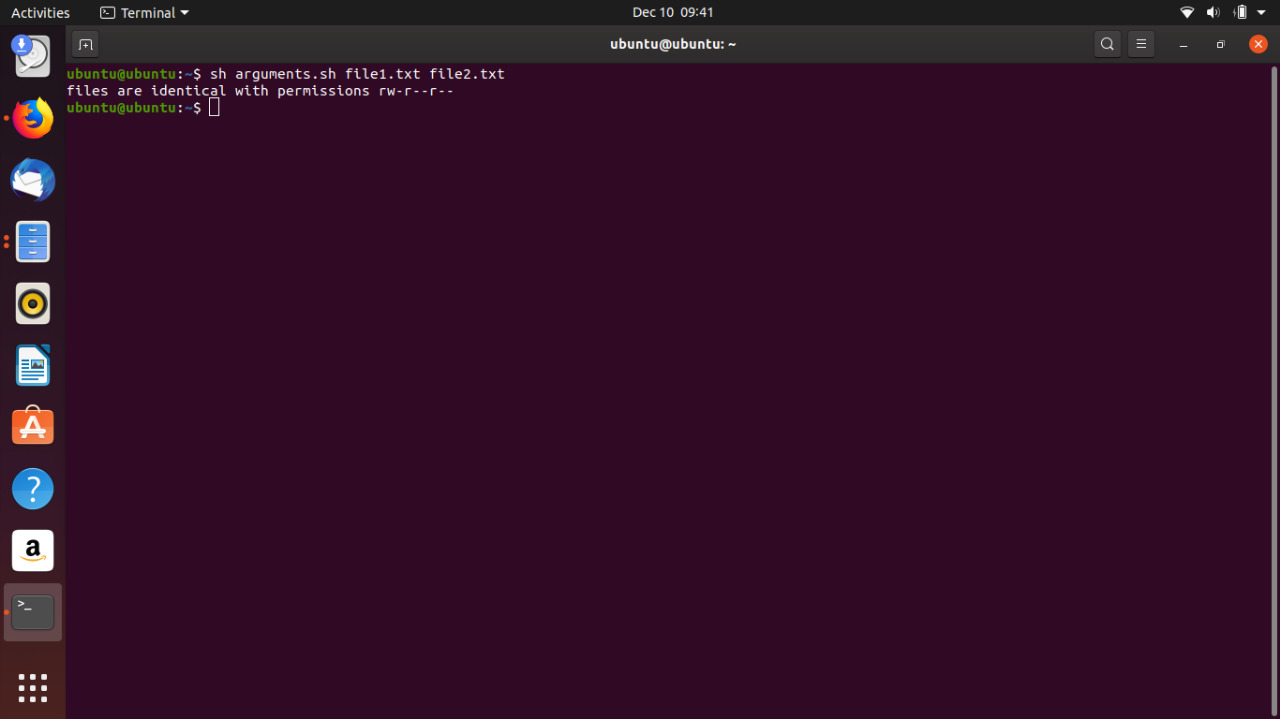 Activities
Terminal
Dec 10 09:41
ubuntu@ubuntu: ~
ubuntu@ubuntu:~$ sh arguments.sh file1.txt file2.txt
files are identical with permissions rw-r--r--
ubuntu@ubuntu:~$
?
a
>_